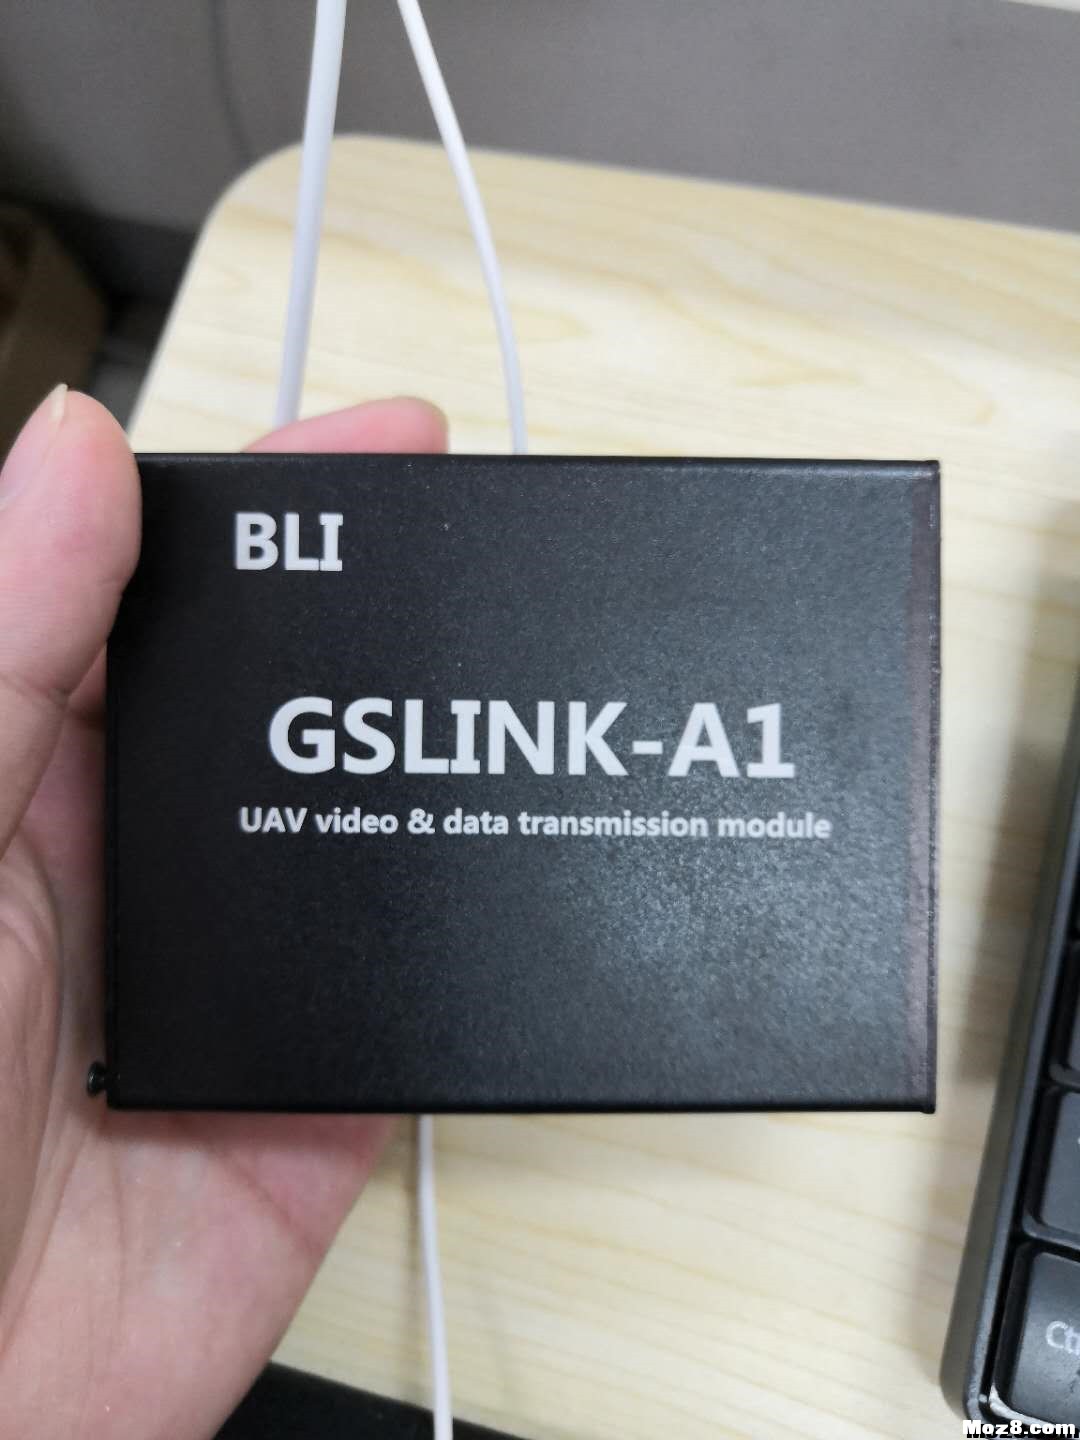 BLI
GSLINK-A1
UAV video & data transmission module
Moz8.com